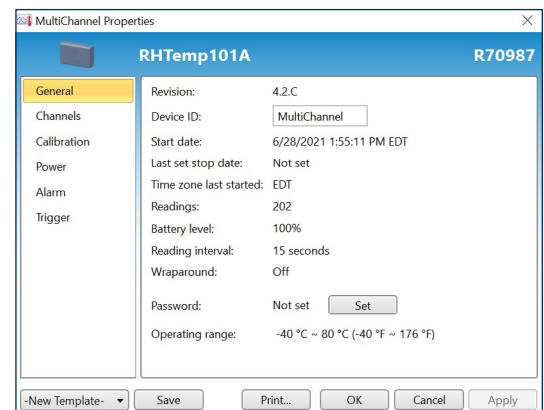 MultiChannel Properties
RHTemp101A R70987
General
Channels
Calibration
Power
Alarm
Trigger
Revision: 4.2.C
Device ID: MultiChannel
Start date: 6/28/2021 1:55:11 PM EDT
Last set stop date: Not set
Time zone last started: EDT
Readings: 202
Battery level: 100%
Reading interval: 15 seconds
Wraparound: Off
Password: Not set Set
Operating range: -40 °C ~ 80 °C (-40 °F ~ 176 °F)
-New Template- Save Print... OK Cancel Apply